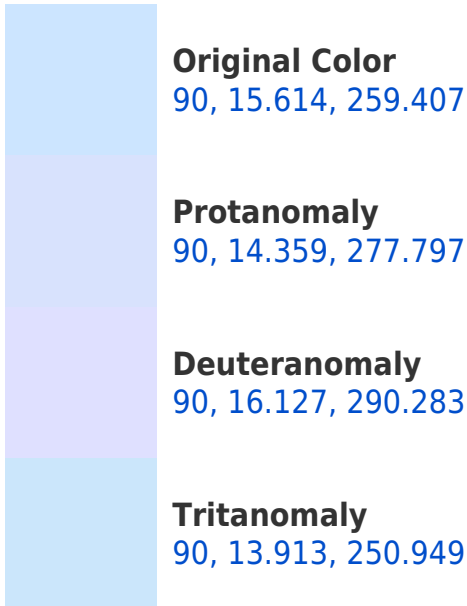 Original Color
90, 15.614, 259.407
Protanomaly
90, 14.359, 277.797
Deuteranomaly
90, 16.127, 290.283
Tritanomaly
90, 13.913, 250.949